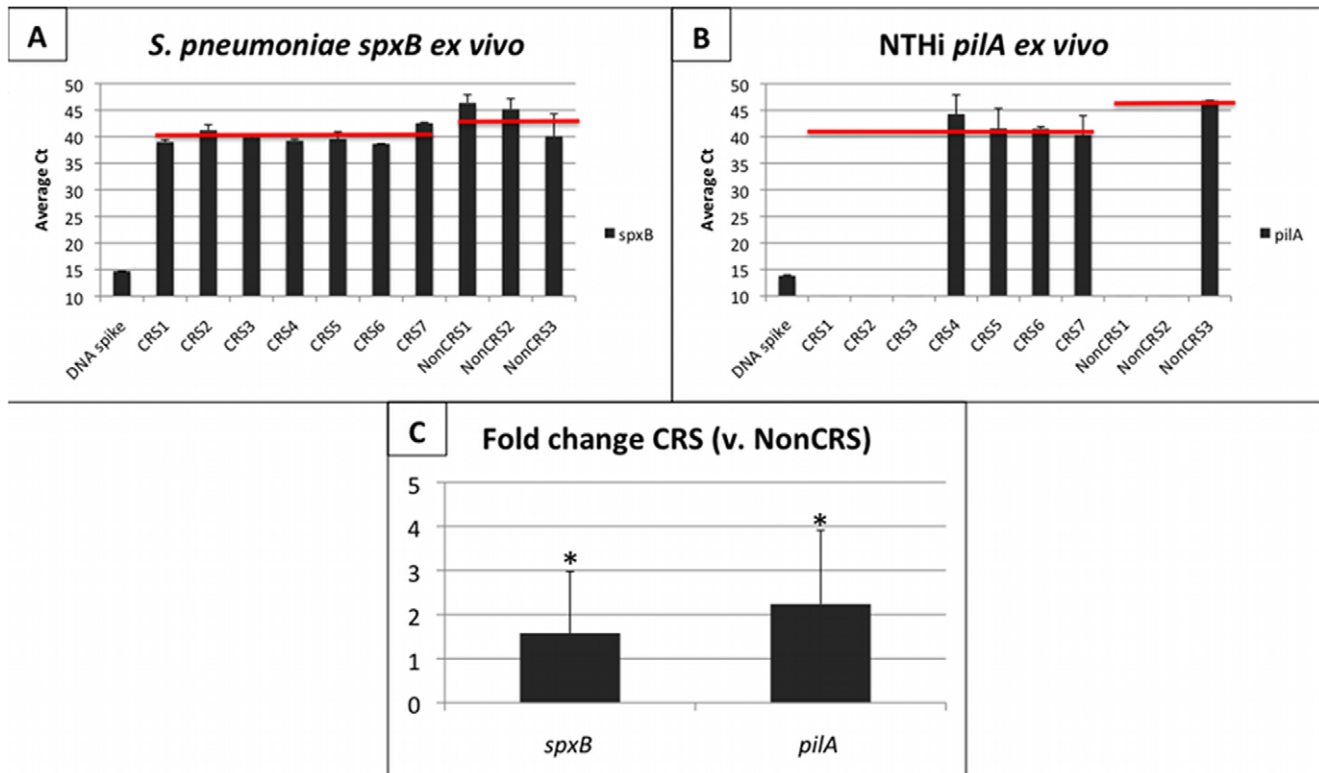 A
S. pneumoniae spxB ex vivo
50
45
40
35
30
25
20
15
10
Average Ct
DNA spike
CRS1
CRS2
CRS3
CRS4
CRS5
CRS6
CRS7
NonCRS1
NonCRS2
NonCRS3
spxB
B
NTHi pilA ex vivo
50
45
40
35
30
25
20
15
10
Average Ct
DNA spike
CRS1
CRS2
CRS3
CRS4
CRS5
CRS6
CRS7
NonCRS1
NonCRS2
NonCRS3
pilA
C
Fold change CRS (v. NonCRS)
5
4
3
2
1
0
*
*
spxB
pilA